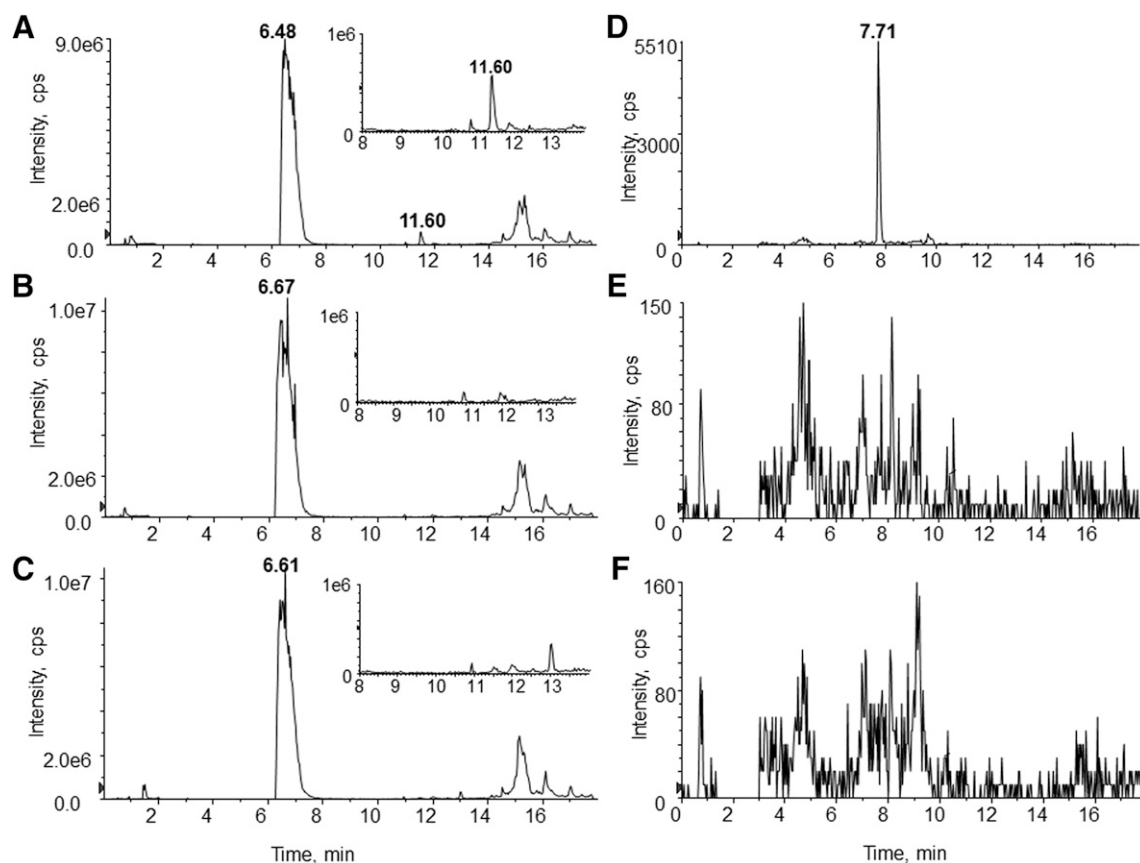 A
6.48
9.0e6
2.0e6
0.0
Intensity, cps
1e6
0
11.60
8 9 10 11 12 13
11.60
2 4 6 8 10 12 14 16
B
6.67
1.0e7
2.0e6
0.0
Intensity, cps
1e6
0
8 9 10 11 12 13
2 4 6 8 10 12 14 16
C
6.61
1.0e7
2.0e6
0.0
Intensity, cps
1e6
0
8 9 10 11 12 13
2 4 6 8 10 12 14 16
Time, min
D
7.71
5510
3000
0
Intensity, cps
0 2 4 6 8 10 12 14 16
E
150
80
0
Intensity, cps
0 2 4 6 8 10 12 14 16
F
160
80
0
Intensity, cps
0 2 4 6 8 10 12 14 16
Time, min